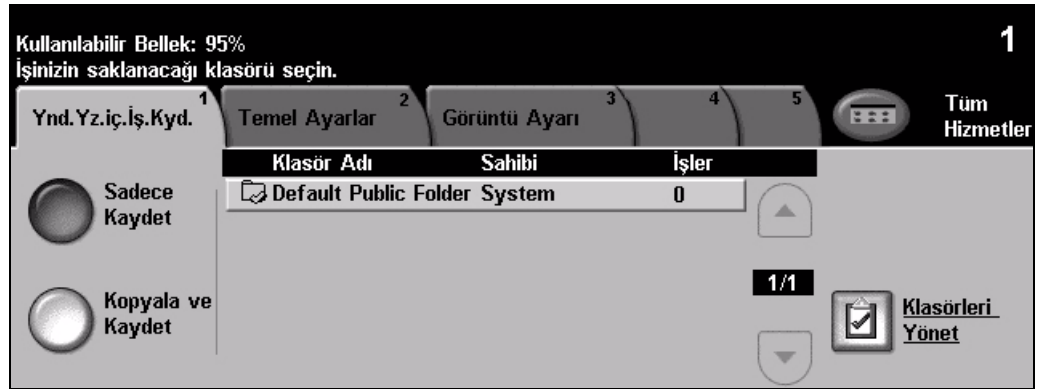 Kullanılabilir Bellek: 95%
1
İşinizin saklanacağı klasörü seçin.
Ynd.Yz.iç.İş.Kyd. 1
Temel Ayarlar 2
Görüntü Ayarı 3
4
5
Tüm
Hizmetler
Klasör Adı Sahibi İşler
Default Public Folder System 0
Sadece
Kaydet
1/1
Kopyala ve
Kaydet
Klasörleri
Yönet